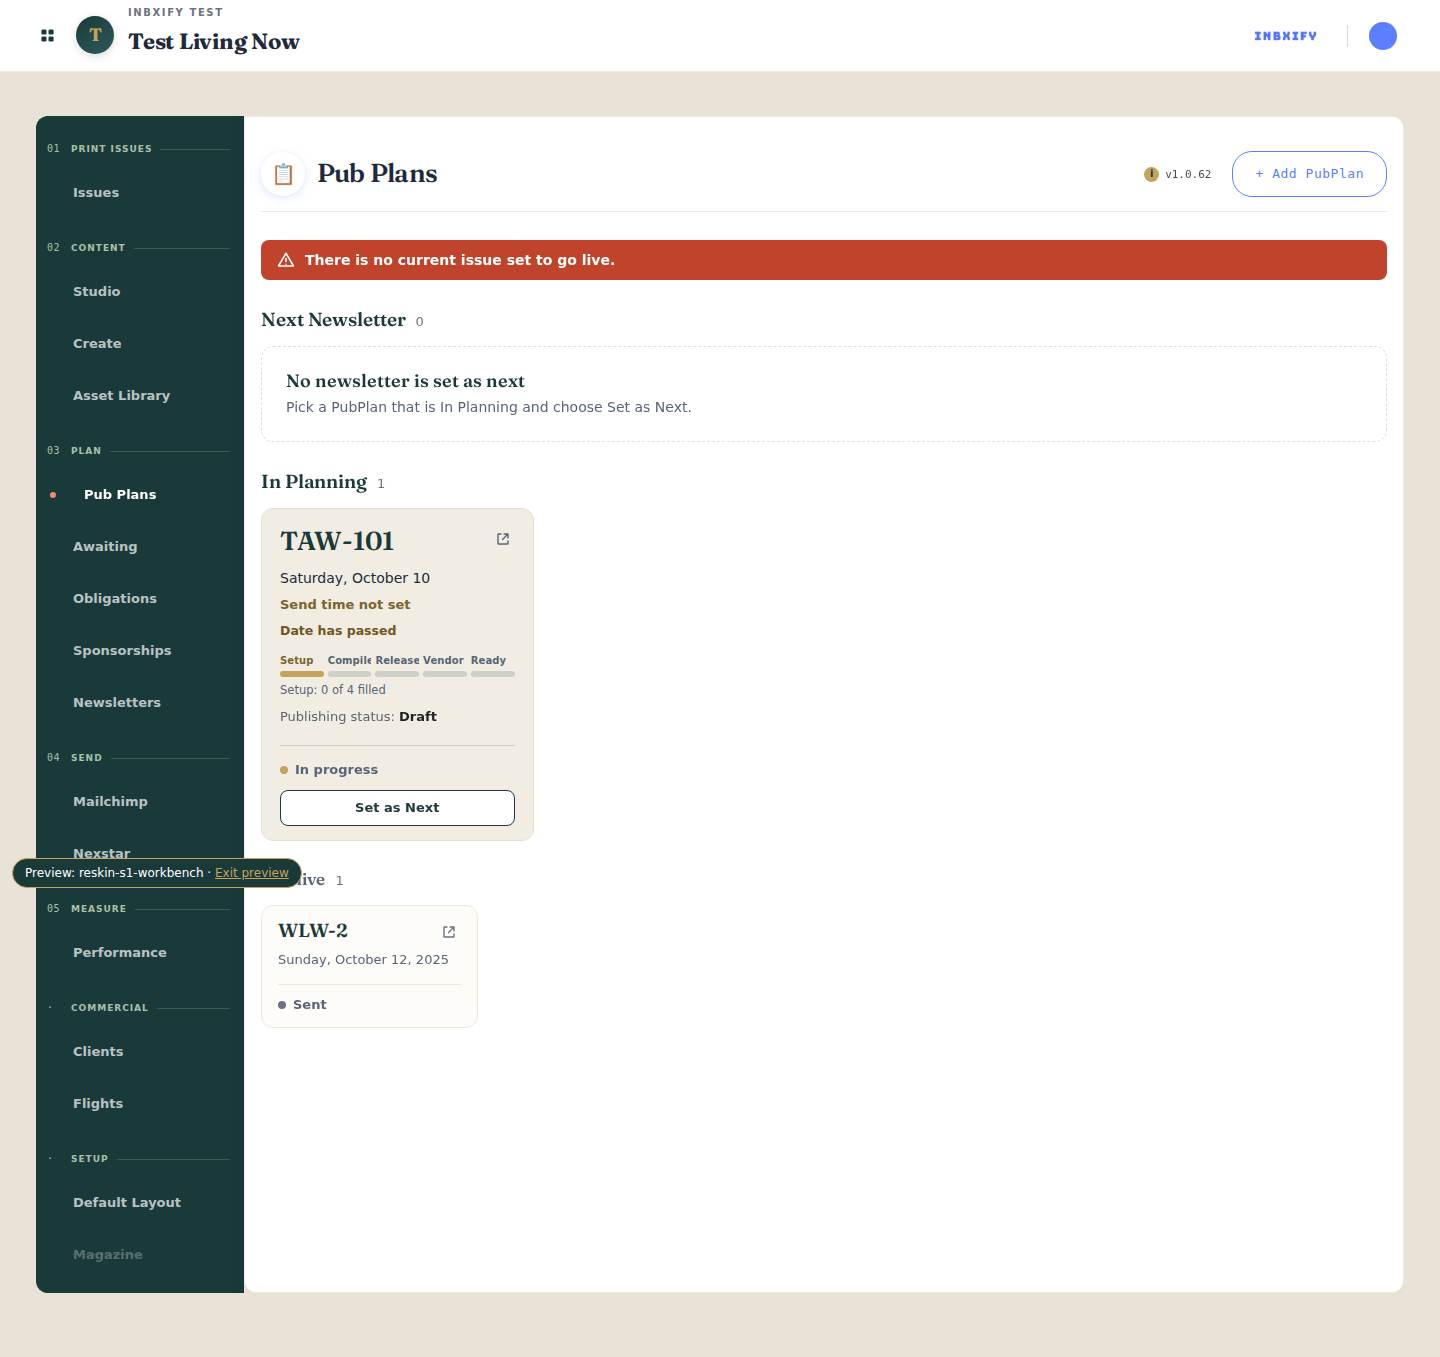 INBXIFY TEST
T
Test Living Now
INBXIFY
01 PRINT ISSUES
Issues
02 CONTENT
Studio
Create
Asset Library
03 PLAN
Pub Plans
Awaiting
Obligations
Sponsorships
Newsletters
04 SEND
Mailchimp
Nexstar
Preview: reskin-s1-workbench · Exit preview
05 MEASURE
Performance
· COMMERCIAL
Clients
Flights
· SETUP
Default Layout
Magazine
Pub Plans
i v1.0.62
+ Add PubPlan
There is no current issue set to go live.
Next Newsletter 0
No newsletter is set as next
Pick a PubPlan that is In Planning and choose Set as Next.
In Planning 1
TAW-101
Saturday, October 10
Send time not set
Date has passed
Setup Compile Release Vendor Ready
Setup: 0 of 4 filled
Publishing status: Draft
In progress
Set as Next
1
WLW-2
Sunday, October 12, 2025
Sent